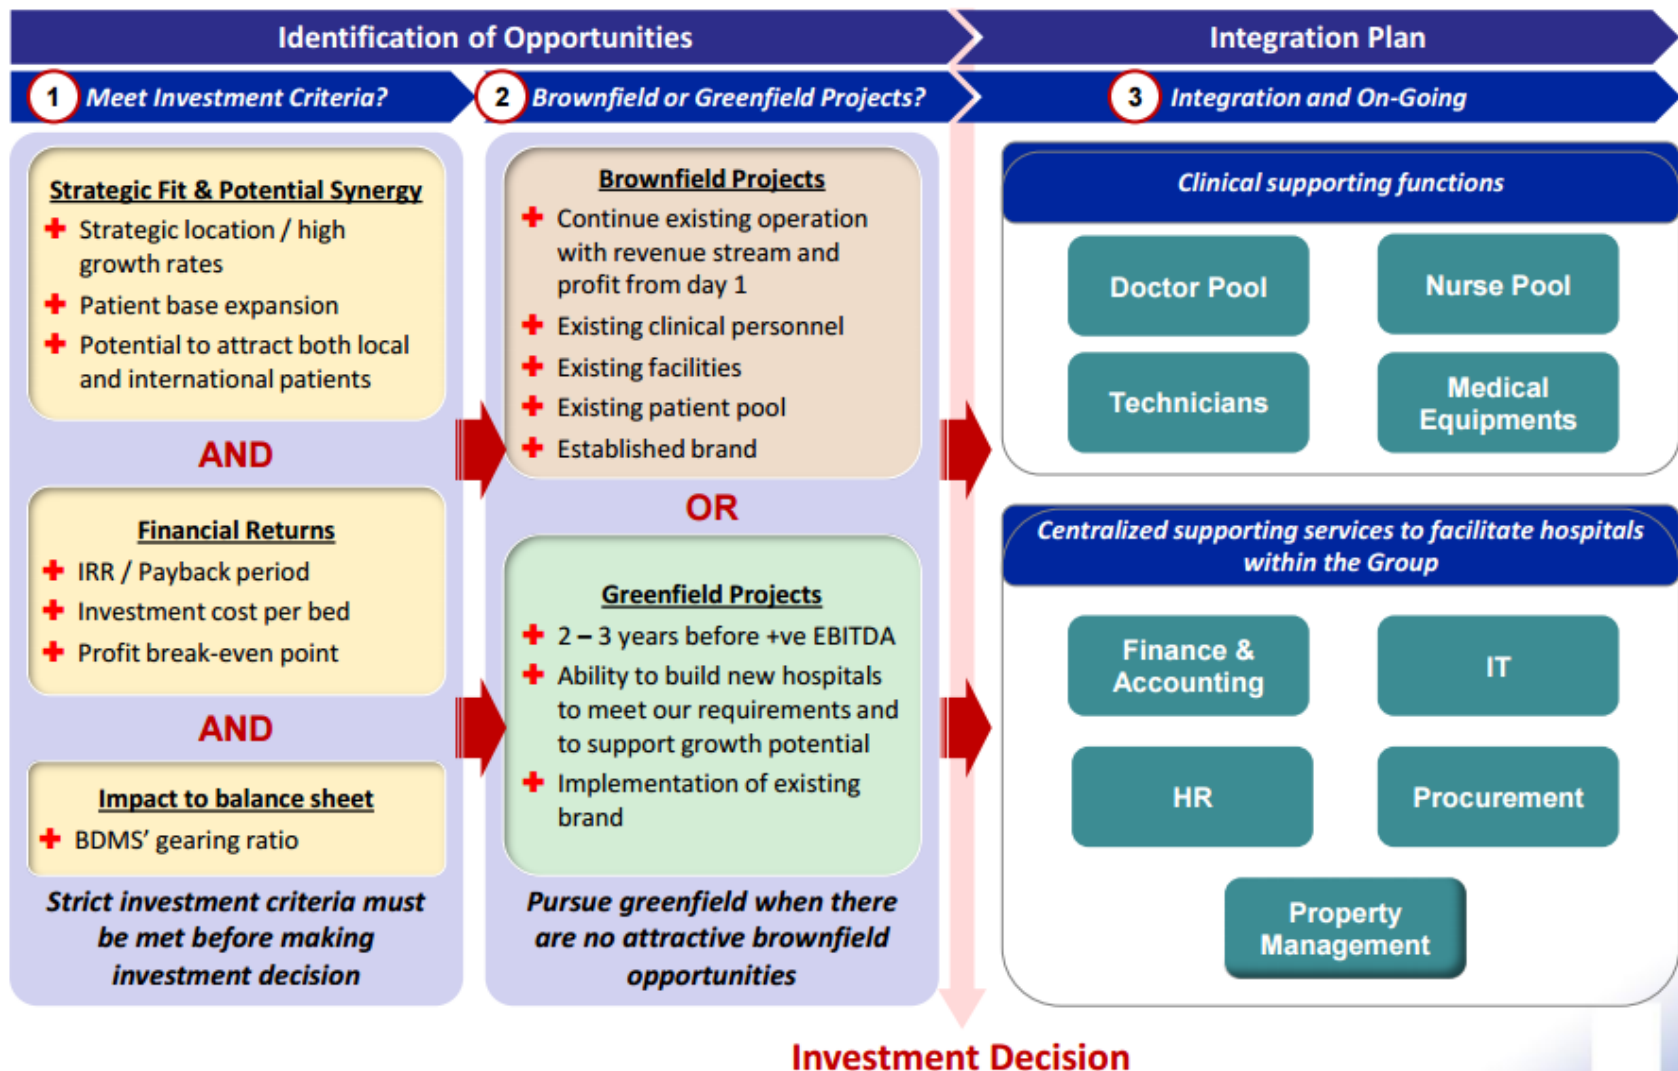 Identification of Opportunities
Integration Plan
1 Meet Investment Criteria?
2 Brownfield or Greenfield Projects?
3 Integration and On-Going
Strategic Fit & Potential Synergy
Strategic location / high
growth rates
Patient base expansion
Potential to attract both local
and international patients
AND
Financial Returns
IRR / Payback period
Investment cost per bed
Profit break-even point
AND
Impact to balance sheet
BDMS' gearing ratio
Strict investment criteria must
be met before making
investment decision
Brownfield Projects
Continue existing operation
with revenue stream and
profit from day 1
Existing clinical personnel
Existing facilities
Existing patient pool
Established brand
OR
Greenfield Projects
2 – 3 years before +ve EBITDA
Ability to build new hospitals
to meet our requirements and
to support growth potential
Implementation of existing
brand
Pursue greenfield when there
are no attractive brownfield
opportunities
Clinical supporting functions
Doctor Pool
Nurse Pool
Technicians
Medical
Equipments
Centralized supporting services to facilitate hospitals
within the Group
Finance &
Accounting
IT
HR
Procurement
Property
Management
Investment Decision